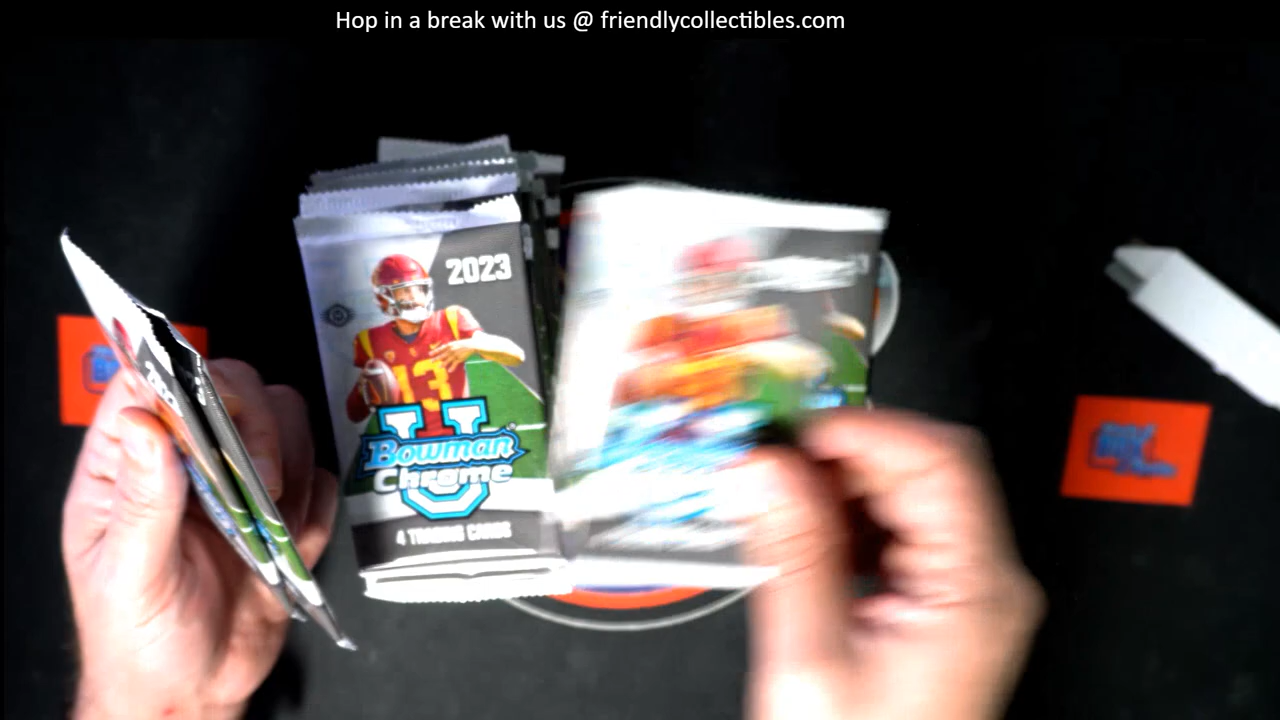 Hop in a break with us @ friendlycollectibles.com
2023
13
U
Bowman
Chrome
4 TRADING CARDS